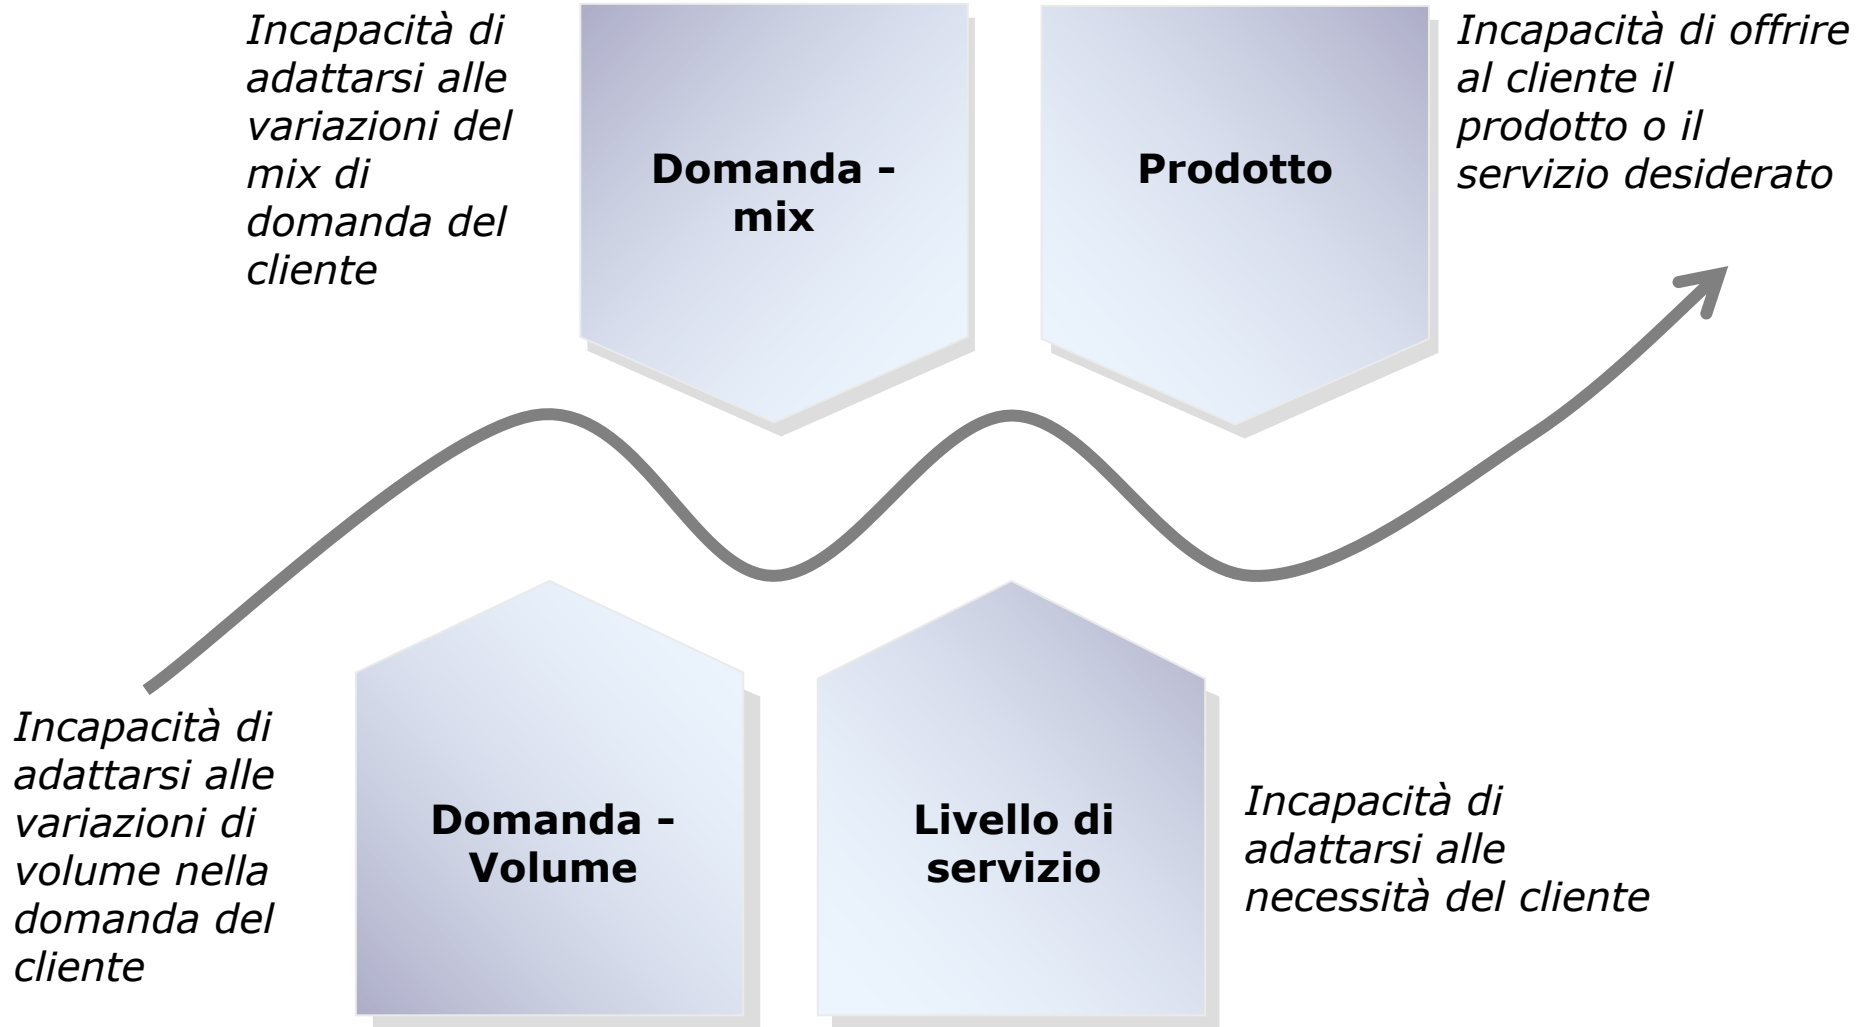 Incapacità di
adattarsi alle
variazioni del
mix di
domanda del
cliente
Domanda -
mix
Prodotto
Incapacità di offrire
al cliente il
prodotto o il
servizio desiderato
Incapacità di
adattarsi alle
variazioni di
volume nella
domanda del
cliente
Domanda -
Volume
Livello di
servizio
Incapacità di
adattarsi alle
necessità del cliente